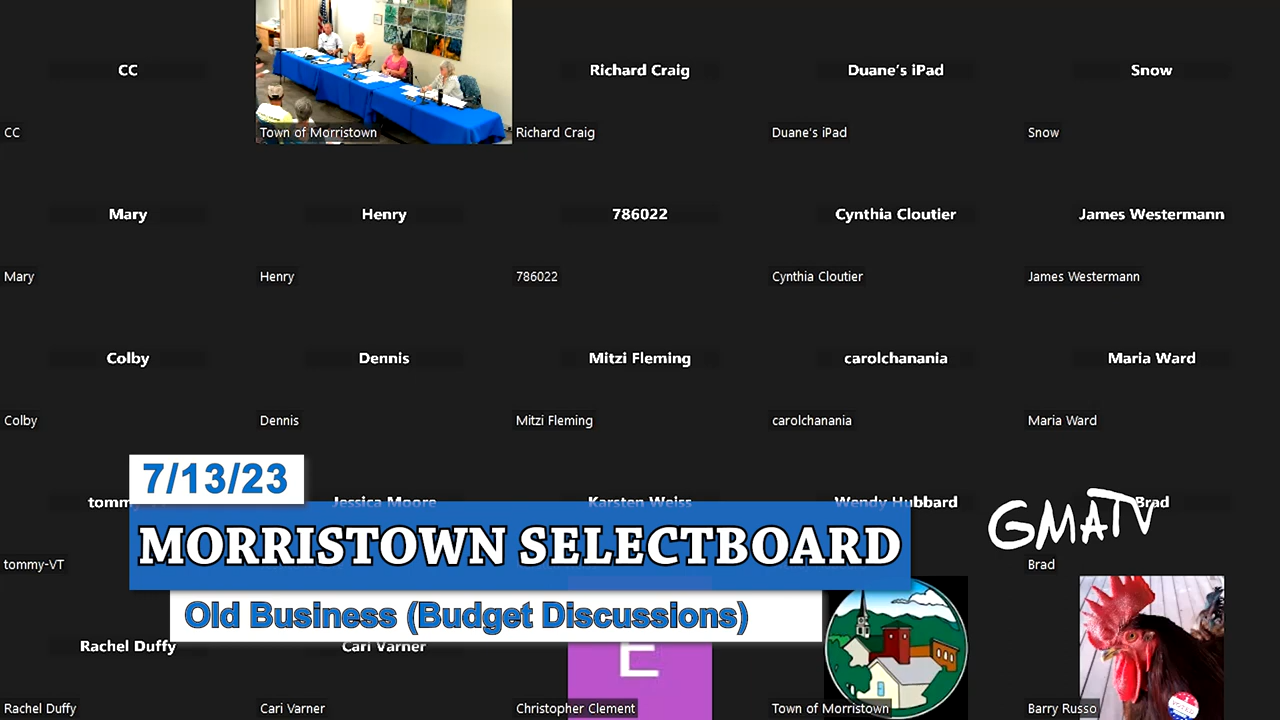 CC
Richard Craig
Duane's iPad
Snow
CC
Town of Morristown
Richard Craig
Duane's iPad
Snow
Mary
Henry
786022
Cynthia Cloutier
James Westermann
Mary
Henry
786022
Cynthia Cloutier
James Westermann
Colby
Dennis
Mitzi Fleming
carolchanania
Maria Ward
Colby
Dennis
Mitzi Fleming
carolchanania
Maria Ward
7/13/23
tomm
Jessica Moore
Karsten Weiss
Wendy Hubbard
Brad
GMATV
MORRISTOWN SELECTBOARD
tommy-VT
Brad
Old Business (Budget Discussions)
Rachel Duffy
Cari Varner
E
Rachel Duffy
Cari Varner
Christopher Clement
Town of Morristown
Barry Russo